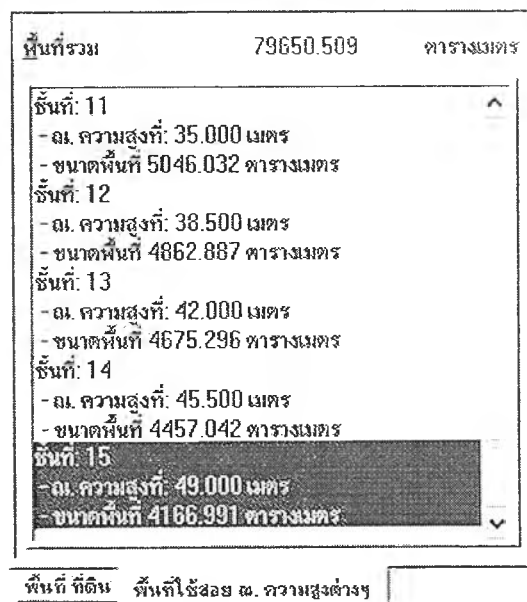 พื้นที่รวม 79650.509 ตารางเมตร
ชั้นที่: 11
- ณ. ความสูงที่: 35.000 เมตร
- ขนาดพื้นที่ 5046.032 ตารางเมตร
ชั้นที่: 12
- ณ. ความสูงที่: 38.500 เมตร
- ขนาดพื้นที่ 4862.887 ตารางเมตร
ชั้นที่: 13
- ณ. ความสูงที่: 42.000 เมตร
- ขนาดพื้นที่ 4675.296 ตารางเมตร
ชั้นที่: 14
- ณ. ความสูงที่: 45.500 เมตร
- ขนาดพื้นที่ 4457.042 ตารางเมตร
ชั้นที่: 15
- ณ. ความสูงที่: 49.000 เมตร
- ขนาดพื้นที่ 4166.991 ตารางเมตร
พื้นที่ ที่ดิน พื้นที่ใช้สอย ณ. ความสูงต่างๆ